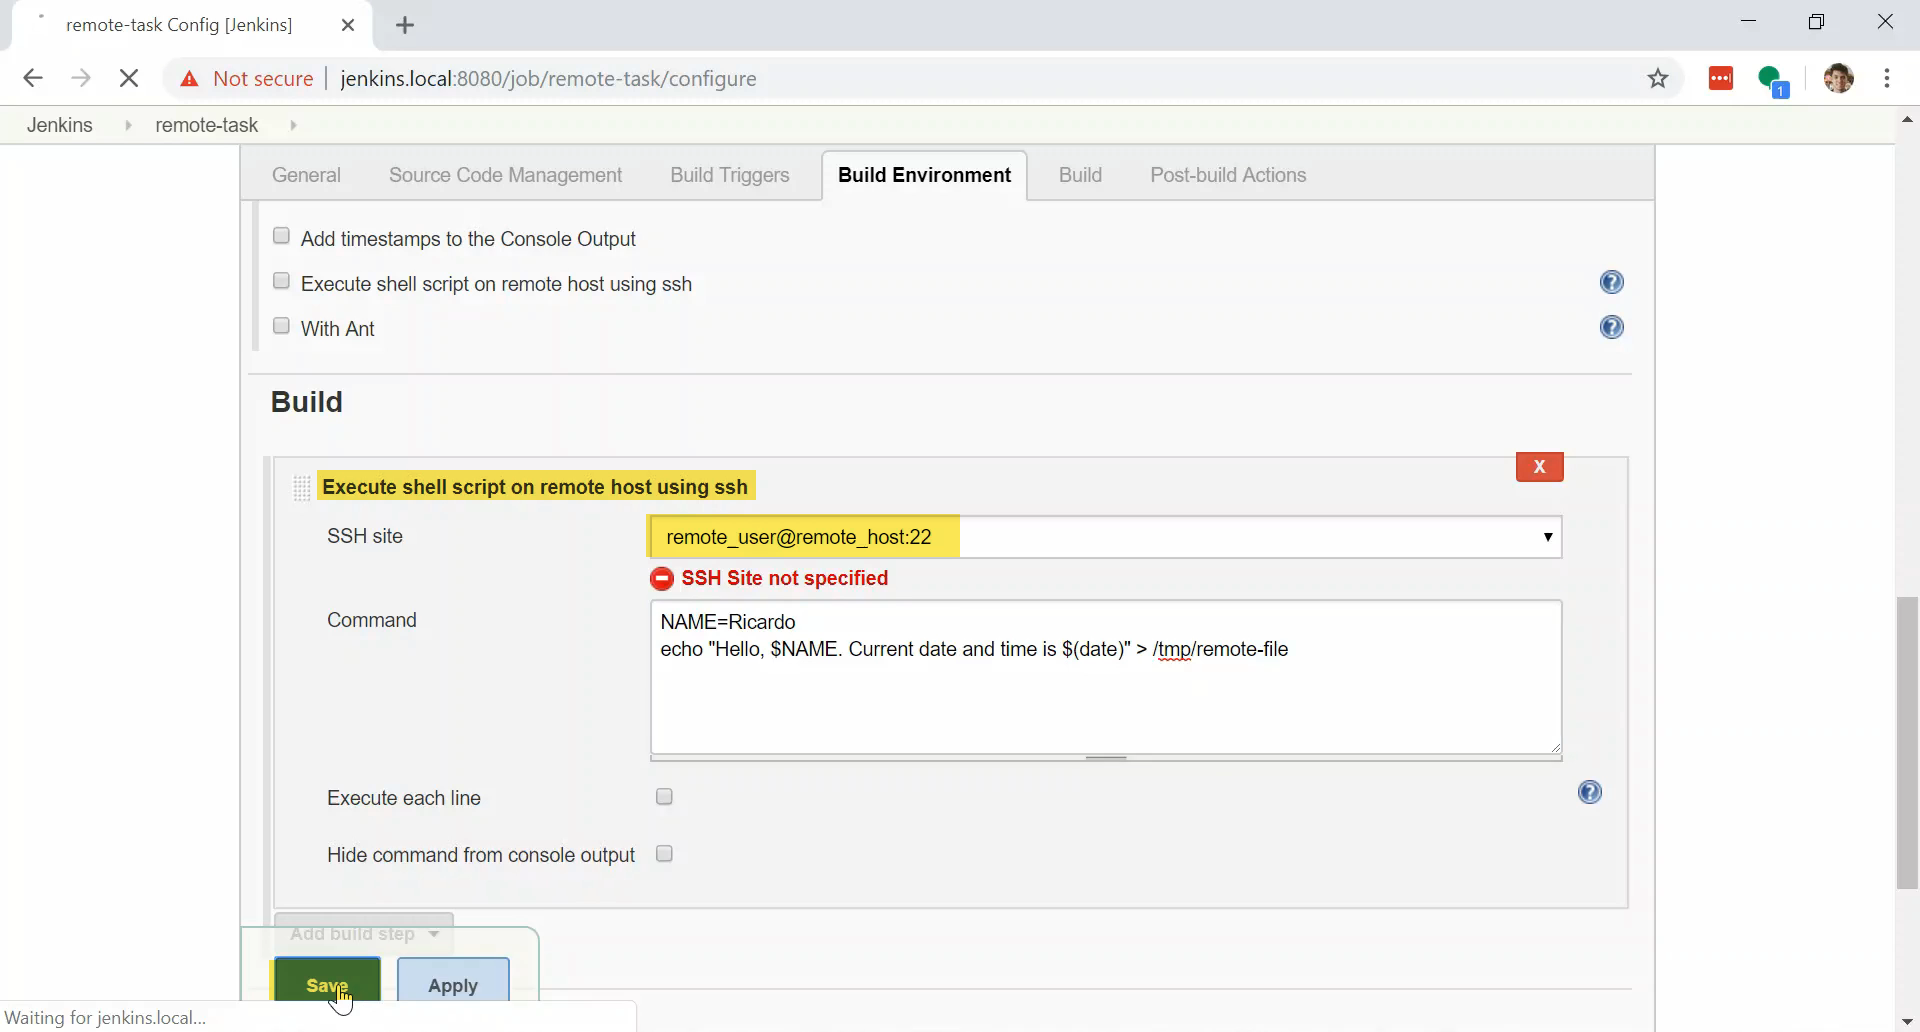 remote-task Config [Jenkins]
Not secure jenkins.local:8080/job/remote-task/configure
1
Jenkins remote-task
General Source Code Management Build Triggers Build Environment Build Post-build Actions
Add timestamps to the Console Output
Execute shell script on remote host using ssh
With Ant
Build
X
Execute shell script on remote host using ssh
SSH site remote_user@remote_host:22
SSH Site not specified
Command NAME=Ricardo
echo "Hello, $NAME. Current date and time is $(date)" > /tmp/remote-file
Execute each line
Hide command from console output
Add build step
Save Apply
Waiting for jenkins.local...